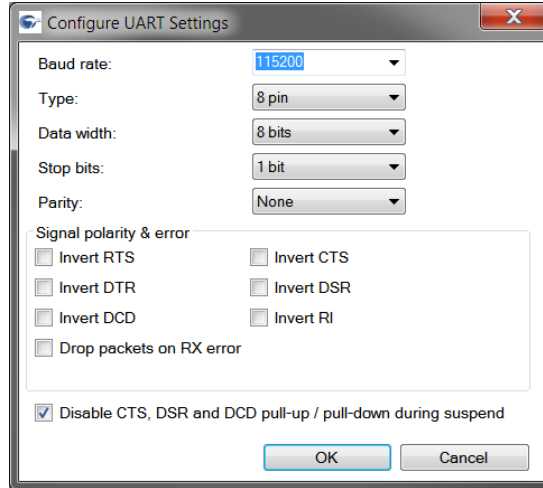 Configure UART Settings
Baud rate: 115200
Type: 8 pin
Data width: 8 bits
Stop bits: 1 bit
Parity: None
Signal polarity & error
Invert RTS Invert CTS
Invert DTR Invert DSR
Invert DCD Invert RI
Drop packets on RX error
Disable CTS, DSR and DCD pull-up / pull-down during suspend
OK Cancel